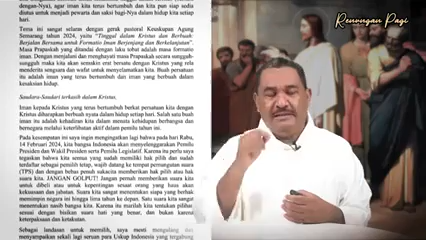 Renungan Pagi
dengan-Nya), agar iman kita terus bertumbuh dan kita pun siap sedia
diutus untuk menjadi pewarta dan saksi bagi-Nya dalam hidup kita setiap
hari.
Tema ini sangat selaras dengan gerak pastoral Keuskupan Agung
Semarang tahun 2024, yaitu "Tinggal dalam Kristus dan Berbuah:
Berjalan Bersama untuk Formatio Iman Berjenjang dan Berkelanjutan".
Masa Prapaskah yang ditandai dengan laku tobat adalah masa formatio
iman. Dengan menjalani dan menghayati masa Prapaskah secara sungguh-
sungguh maka kita akan semakin erat bersatu dengan Kristus yang rela
menderita sengsara dan wafat untuk menyelamatkan kita. Buah persatuan
itu adalah iman yang terus bertumbuh dan iman yang berbuah dalam
kesaksian hidup.
Saudara-Saudari terkasih dalam Kristus,
Iman kepada Kristus yang terus bertumbuh berkat persatuan kita dengan
Kristus diharapkan berbuah nyata dalam hidup setiap hari. Salah satu buah
iman itu adalah kehadiran kita dalam menata kehidupan berbangsa dan
bernegara melalui keterlibatan aktif dalam pemilu tahun ini.
Pada kesempatan ini saya ingin mengingatkan lagi bahwa pada hari Rabu,
14 Februari 2024, kita bangsa Indonesia akan menyelenggarakan Pemilu
Presiden dan Wakil Presiden serta Pemilu Legislatif. Karena itu perlu saya
tegaskan bahwa kita semua yang sudah memiliki hak pilih dan sudah
terdaftar sebagai pemilih tetap, wajib datang ke tempat pemungutan suara
(TPS) dan dengan bebas penuh sukacita memberikan hak pilih atau hak
suara kita. JANGAN GOLPUT! Jangan pernah memberikan suara kita
untuk dibeli atau untuk kepentingan sesaat orang yang haus akan
kekuasaan dan jabatan. Suara kita sangat menentukan siapa yang berhak
memimpin negara ini hingga lima tahun ke depan. Satu suara kita sangat
menentukan nasib bangsa kita. Karena itu marilah kita tentukan pilihan
sesuai dengan bisikan suara hati yang benar, dan bukan karena
keterpaksaan dan ketakutan.
Sebagai landasan untuk memilih, saya mesti mengulang dan
menyampaikan sekali lagi seruan para Uskup Indonesia yang tergabung